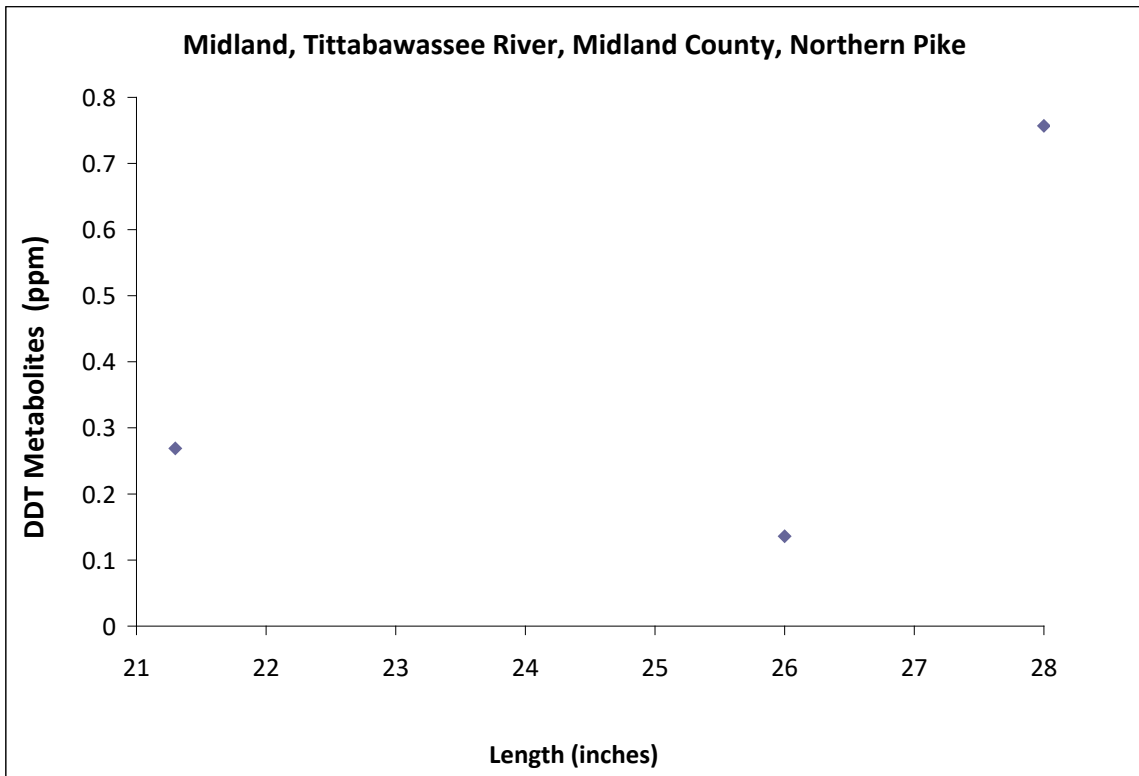 Midland, Tittabawassee River, Midland County, Northern Pike
0.8
0.7
0.6
0.5
0.4
0.3
0.2
0.1
0
DDT Metabolites (ppm)
21 22 23 24 25 26 27 28
Length (inches)